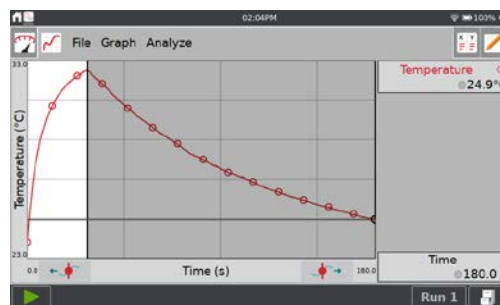 02:04PM
100%
File Graph Analyze
X Y
33.0
Temperature (°C)
23.0
0.0
Time (s)
180.0
Temperature
24.9°
Time
180.0
Run 1